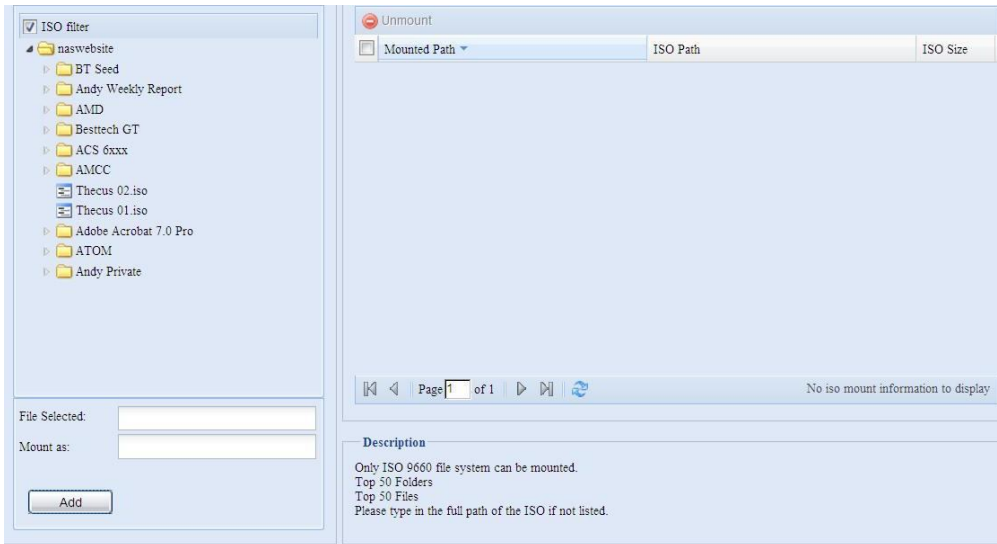 ISO filter
naswebsite
BT Seed
Andy Weekly Report
AMD
Besttech GT
ACS 6xxx
AMCC
Thecus 02.iso
Thecus 01.iso
Adobe Acrobat 7.0 Pro
ATOM
Andy Private
File Selected:
Mount as:
Add
Unmount
Mounted Path ISO Path ISO Size
Page 1 of 1 No iso mount information to display
Description
Only ISO 9660 file system can be mounted.
Top 50 Folders
Top 50 Files
Please type in the full path of the ISO if not listed.